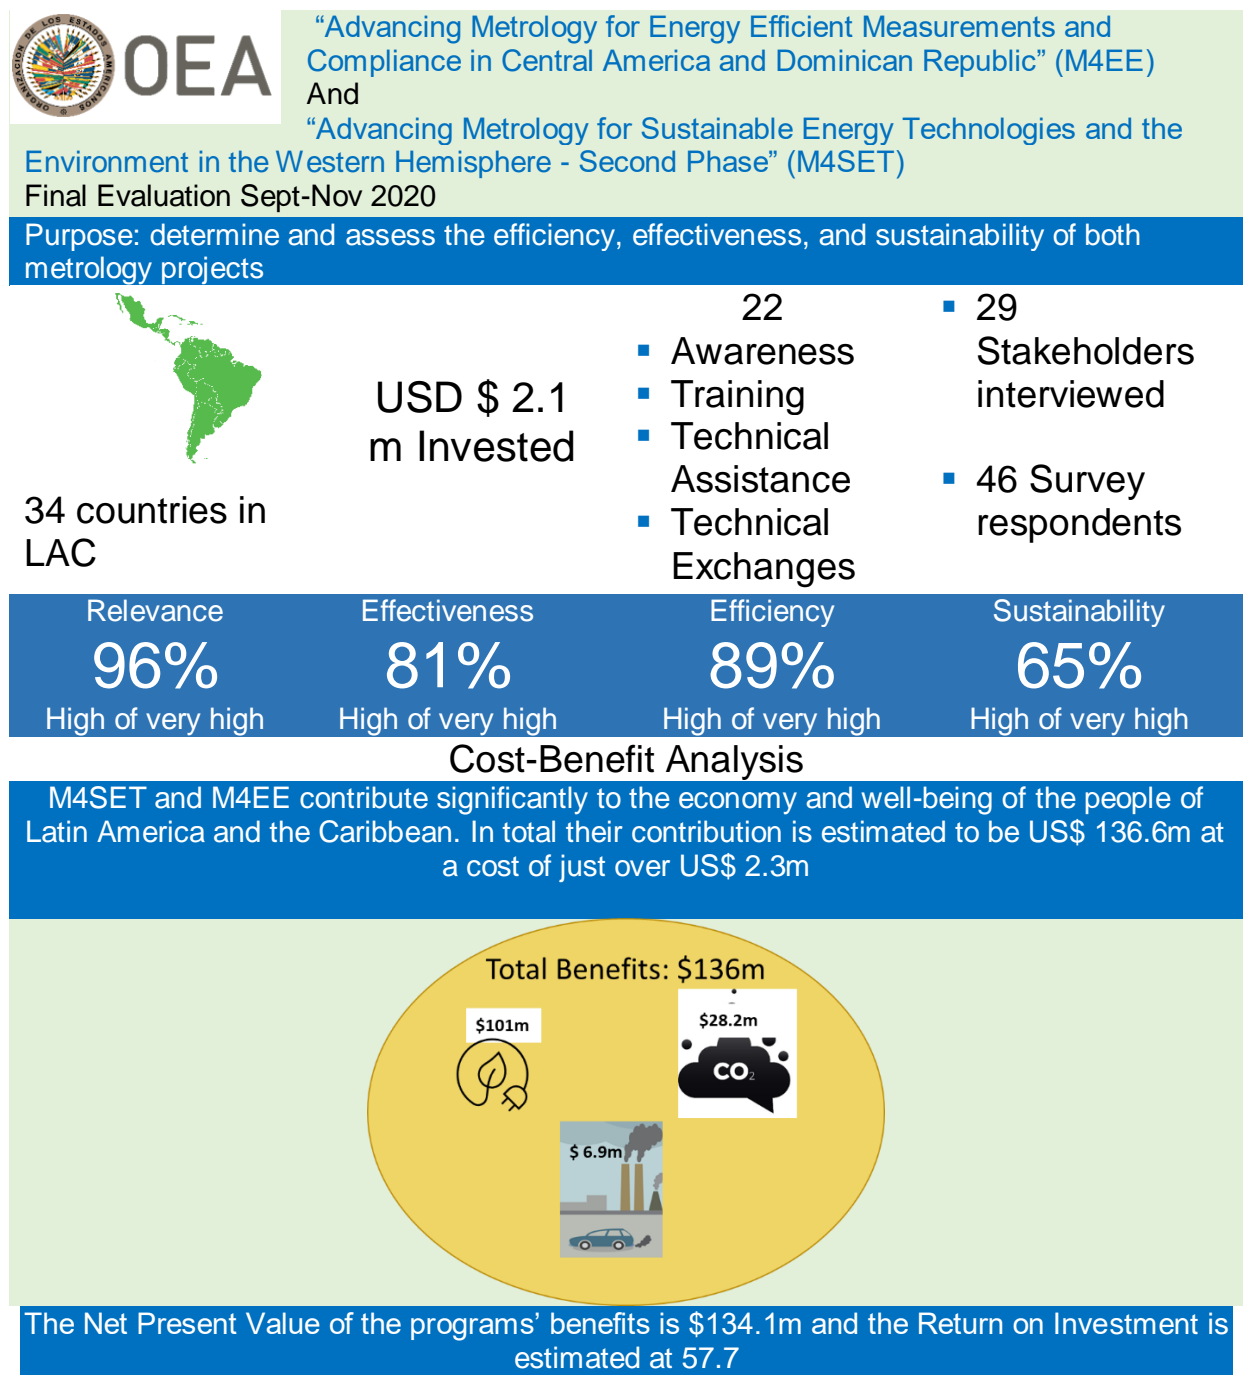 ORGANIZACIÓN DE LOS ESTADOS AMERICANOS
OEA
“Advancing Metrology for Energy Efficient Measurements and
Compliance in Central America and Dominican Republic” (M4EE)
And
“Advancing Metrology for Sustainable Energy Technologies and the
Environment in the Western Hemisphere - Second Phase” (M4SET)
Final Evaluation Sept-Nov 2020
Purpose: determine and assess the efficiency, effectiveness, and sustainability of both
metrology projects
34 countries in
LAC
USD $ 2.1
m Invested
22
▪ Awareness
▪ Training
▪ Technical
Assistance
▪ Technical
Exchanges
▪ 29
Stakeholders
interviewed
▪ 46 Survey
respondents
Relevance
96%
High of very high
Effectiveness
81%
High of very high
Efficiency
89%
High of very high
Sustainability
65%
High of very high
Cost-Benefit Analysis
M4SET and M4EE contribute significantly to the economy and well-being of the people of
Latin America and the Caribbean. In total their contribution is estimated to be US$ 136.6m at
a cost of just over US$ 2.3m
Total Benefits: $136m
$101m
$28.2m
CO2
$ 6.9m
The Net Present Value of the programs’ benefits is $134.1m and the Return on Investment is
estimated at 57.7